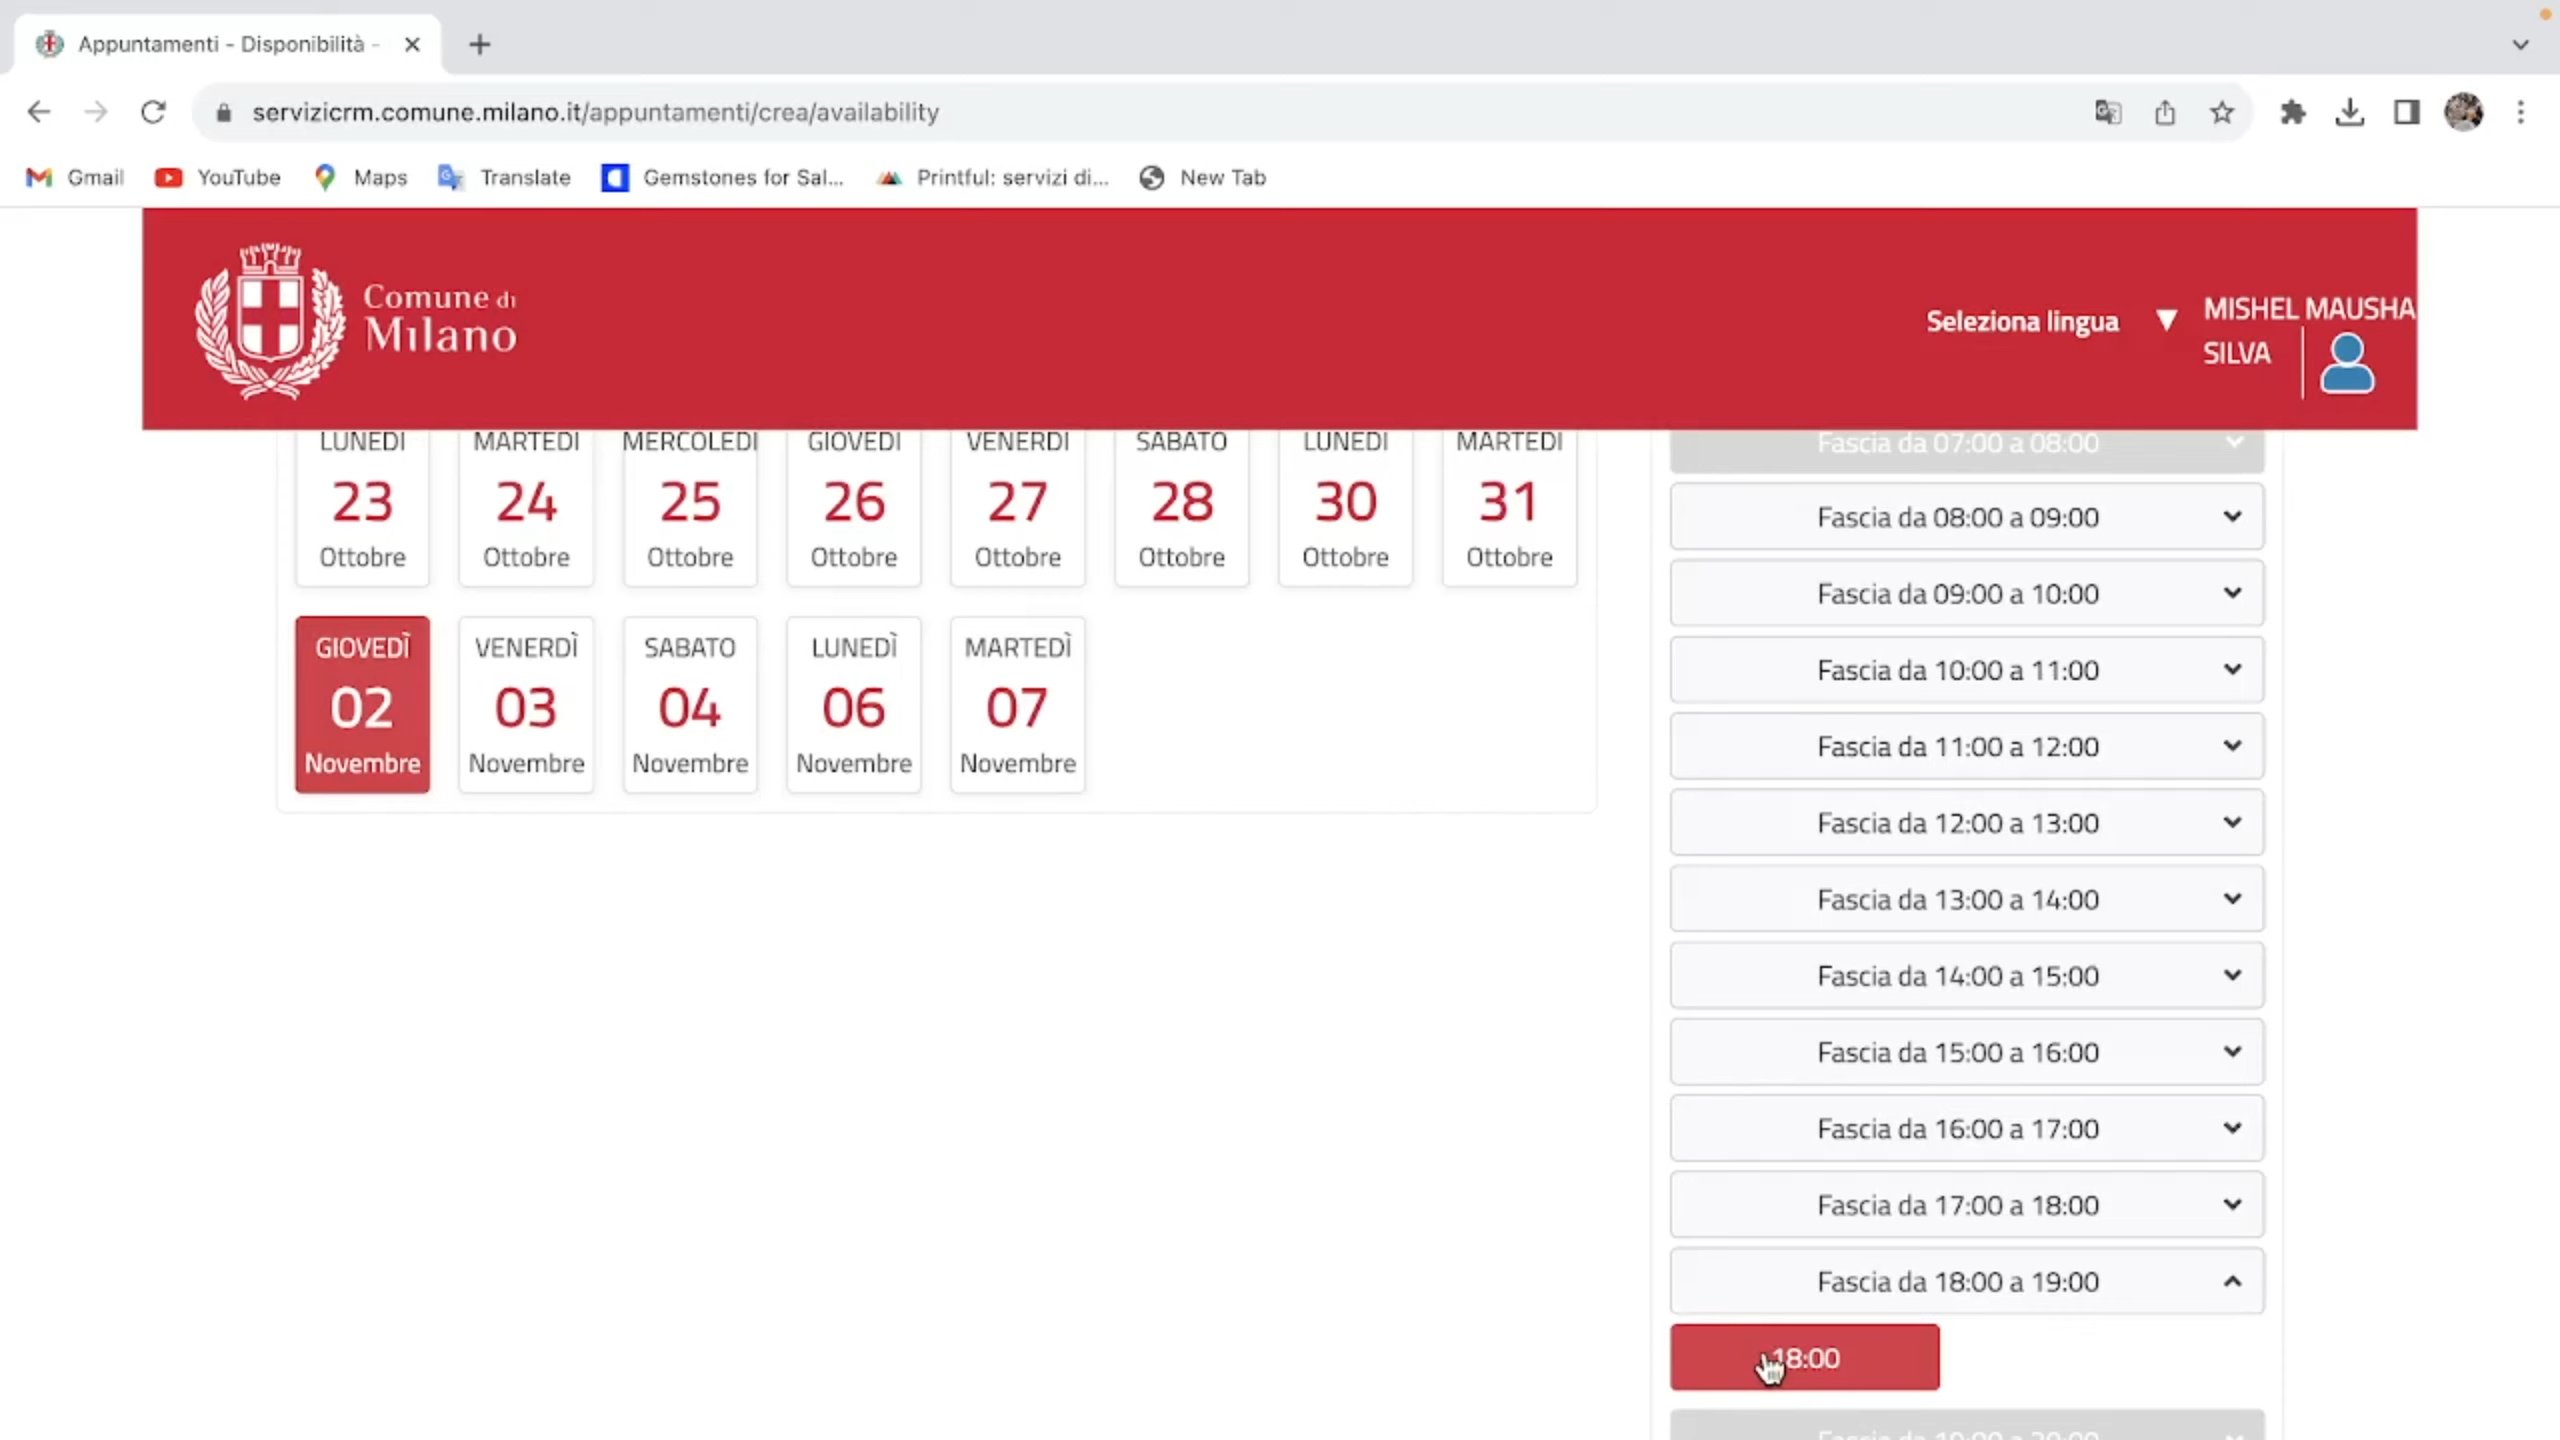 Appuntamenti - Disponibilità -
servizicrm.comune.milano.it/appuntamenti/crea/availability
Gmail YouTube Maps Translate Gemstones for Sal... Printful: servizi di... New Tab
Comune di
Milano
Seleziona lingua ▼
MISHEL MAUSHA
SILVA
LUNEDÌ MARTEDÌ MERCOLEDÌ GIOVEDÌ VENERDÌ SABATO LUNEDÌ MARTEDÌ
23 24 25 26 27 28 30 31
Ottobre Ottobre Ottobre Ottobre Ottobre Ottobre Ottobre Ottobre
GIOVEDÌ VENERDÌ SABATO LUNEDÌ MARTEDÌ
02 03 04 06 07
Novembre Novembre Novembre Novembre Novembre
Fascia da 07:00 a 08:00
Fascia da 08:00 a 09:00
Fascia da 09:00 a 10:00
Fascia da 10:00 a 11:00
Fascia da 11:00 a 12:00
Fascia da 12:00 a 13:00
Fascia da 13:00 a 14:00
Fascia da 14:00 a 15:00
Fascia da 15:00 a 16:00
Fascia da 16:00 a 17:00
Fascia da 17:00 a 18:00
Fascia da 18:00 a 19:00
18:00
Fascia da 19:00 a 20:00